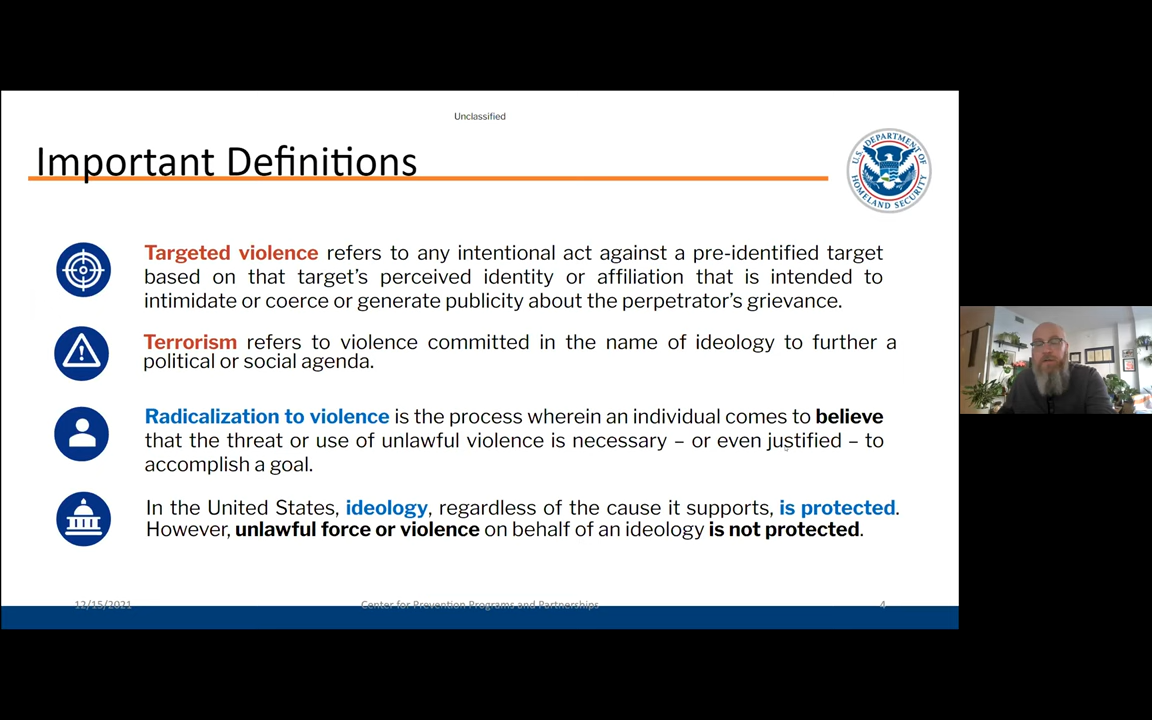 Unclassified
Important Definitions
U.S. DEPARTMENT OF
HOMELAND SECURITY
Targeted violence refers to any intentional act against a pre-identified target
based on that target’s perceived identity or affiliation that is intended to
intimidate or coerce or generate publicity about the perpetrator’s grievance.
Terrorism refers to violence committed in the name of ideology to further a
political or social agenda.
Radicalization to violence is the process wherein an individual comes to believe
that the threat or use of unlawful violence is necessary – or even justified – to
accomplish a goal.
In the United States, ideology, regardless of the cause it supports, is protected.
However, unlawful force or violence on behalf of an ideology is not protected.
12/15/2021
Center for Prevention Programs and Partnerships
4